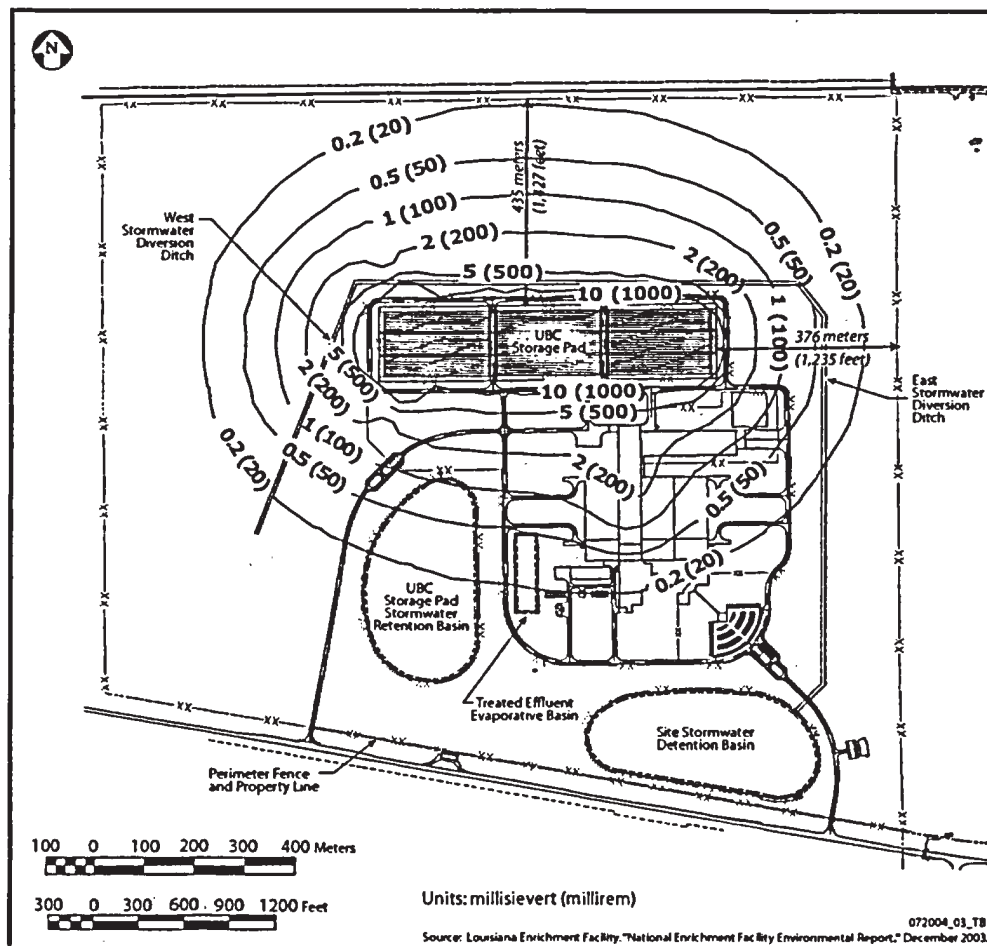 N
0.2 (20)
0.5 (50)
1 (100)
2 (200)
5 (500)
10 (1000)
435 meters
(1,427 feet)
2 (200)
0.5 (50)
0.2 (20)
1 (100)
West
Stormwater
Diversion
Ditch
UBC
Storage Pad
376 meters
(1,235 feet)
East
Stormwater
Diversion
Ditch
5 (500)
2 (200)
1 (100)
0.5 (50)
0.2 (20)
10 (1000)
5 (500)
2 (200)
0.5 (50)
0.2 (20)
UBC
Storage Pad
Stormwater
Retention Basin
Treated Effluent
Evaporative Basin
Site Stormwater
Detention Basin
Perimeter Fence
and Property Line
100 0 100 200 300 400 Meters
300 0 300 600 900 1200 Feet
Units: millisievert (millirem)
072004_03_TB
Source: Louisiana Enrichment Facility. "National Enrichment Facility Environmental Report," December 2003.